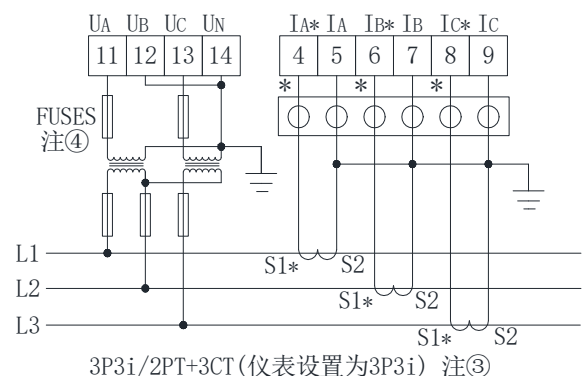 UA UB UC UN IA* IA IB* IB IC* IC
11 12 13 14 4 5 6 7 8 9
* * *
FUSES
注④
L1
S1* S2
L2
S1* S2
L3
S1* S2
3P3i/2PT+3CT(仪表设置为3P3i) 注③